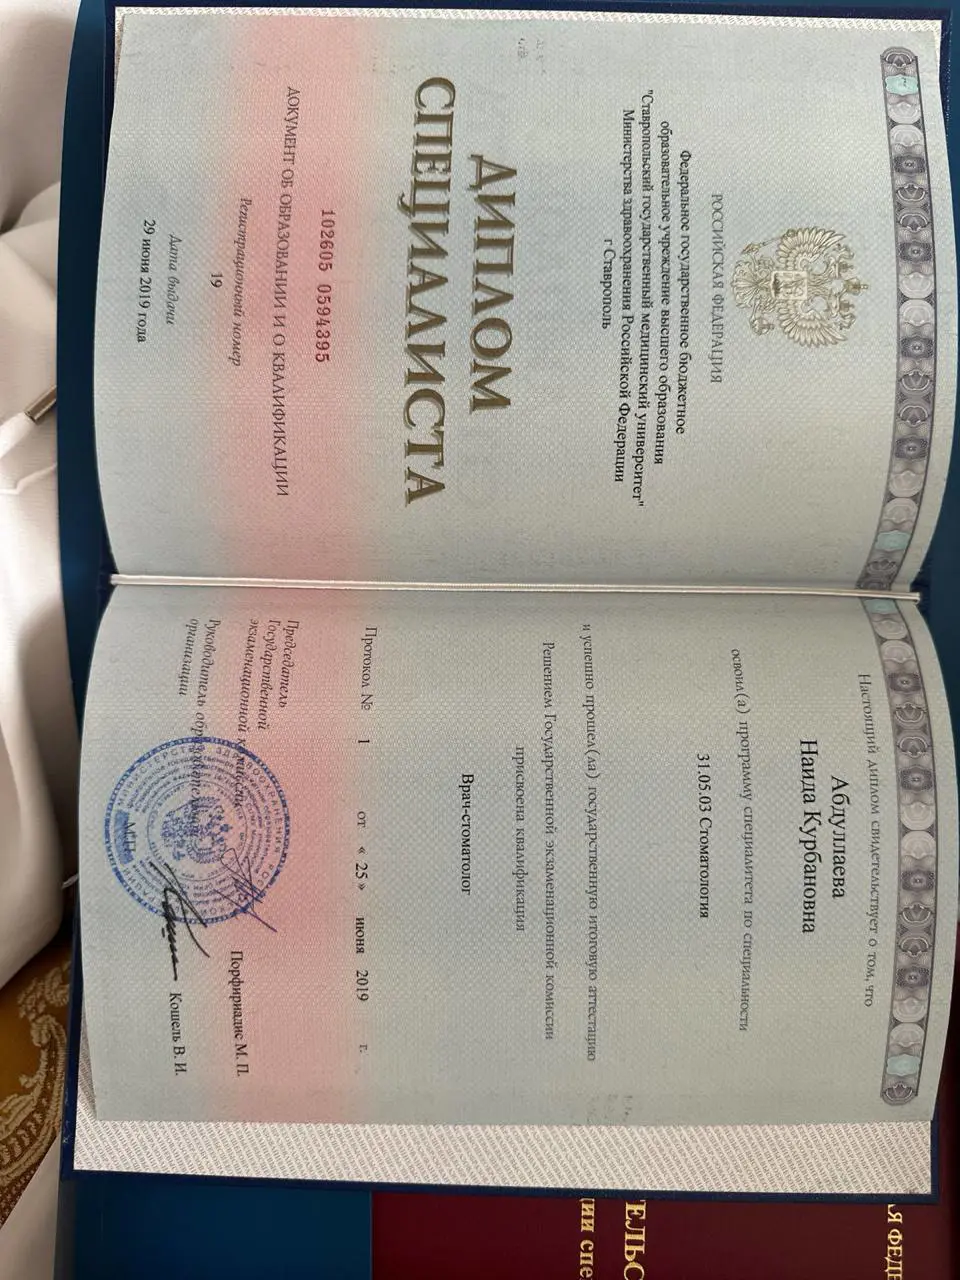 РОССИЙСКАЯ ФЕДЕРАЦИЯ
Федеральное государственное бюджетное
образовательное учреждение высшего образования
"Ставропольский государственный медицинский университет"
Министерства здравоохранения Российской Федерации
г Ставрополь
ДИПЛОМ
СПЕЦИАЛИСТА
102605 0594395
ДОКУМЕНТ ОБ ОБРАЗОВАНИИ И О КВАЛИФИКАЦИИ
Регистрационный номер
19
Дата выдачи
29 июня 2019 года
Настоящий диплом свидетельствует о том, что
Абдуллаева
Наида Курбановна
освоил(а) программу специалитета по специальности
31.05.03 Стоматология
и успешно прошел(ла) государственную итоговую аттестацию
Решением Государственной экзаменационной комиссии
присвоена квалификация
Врач-стоматолог
Протокол № 1 от « 25 » июня 2019 г.
Председатель
Государственной
экзаменационной комиссии
Порфириадис М. П.
Руководитель образовательной
организации
Кошель В. И.
М.П.